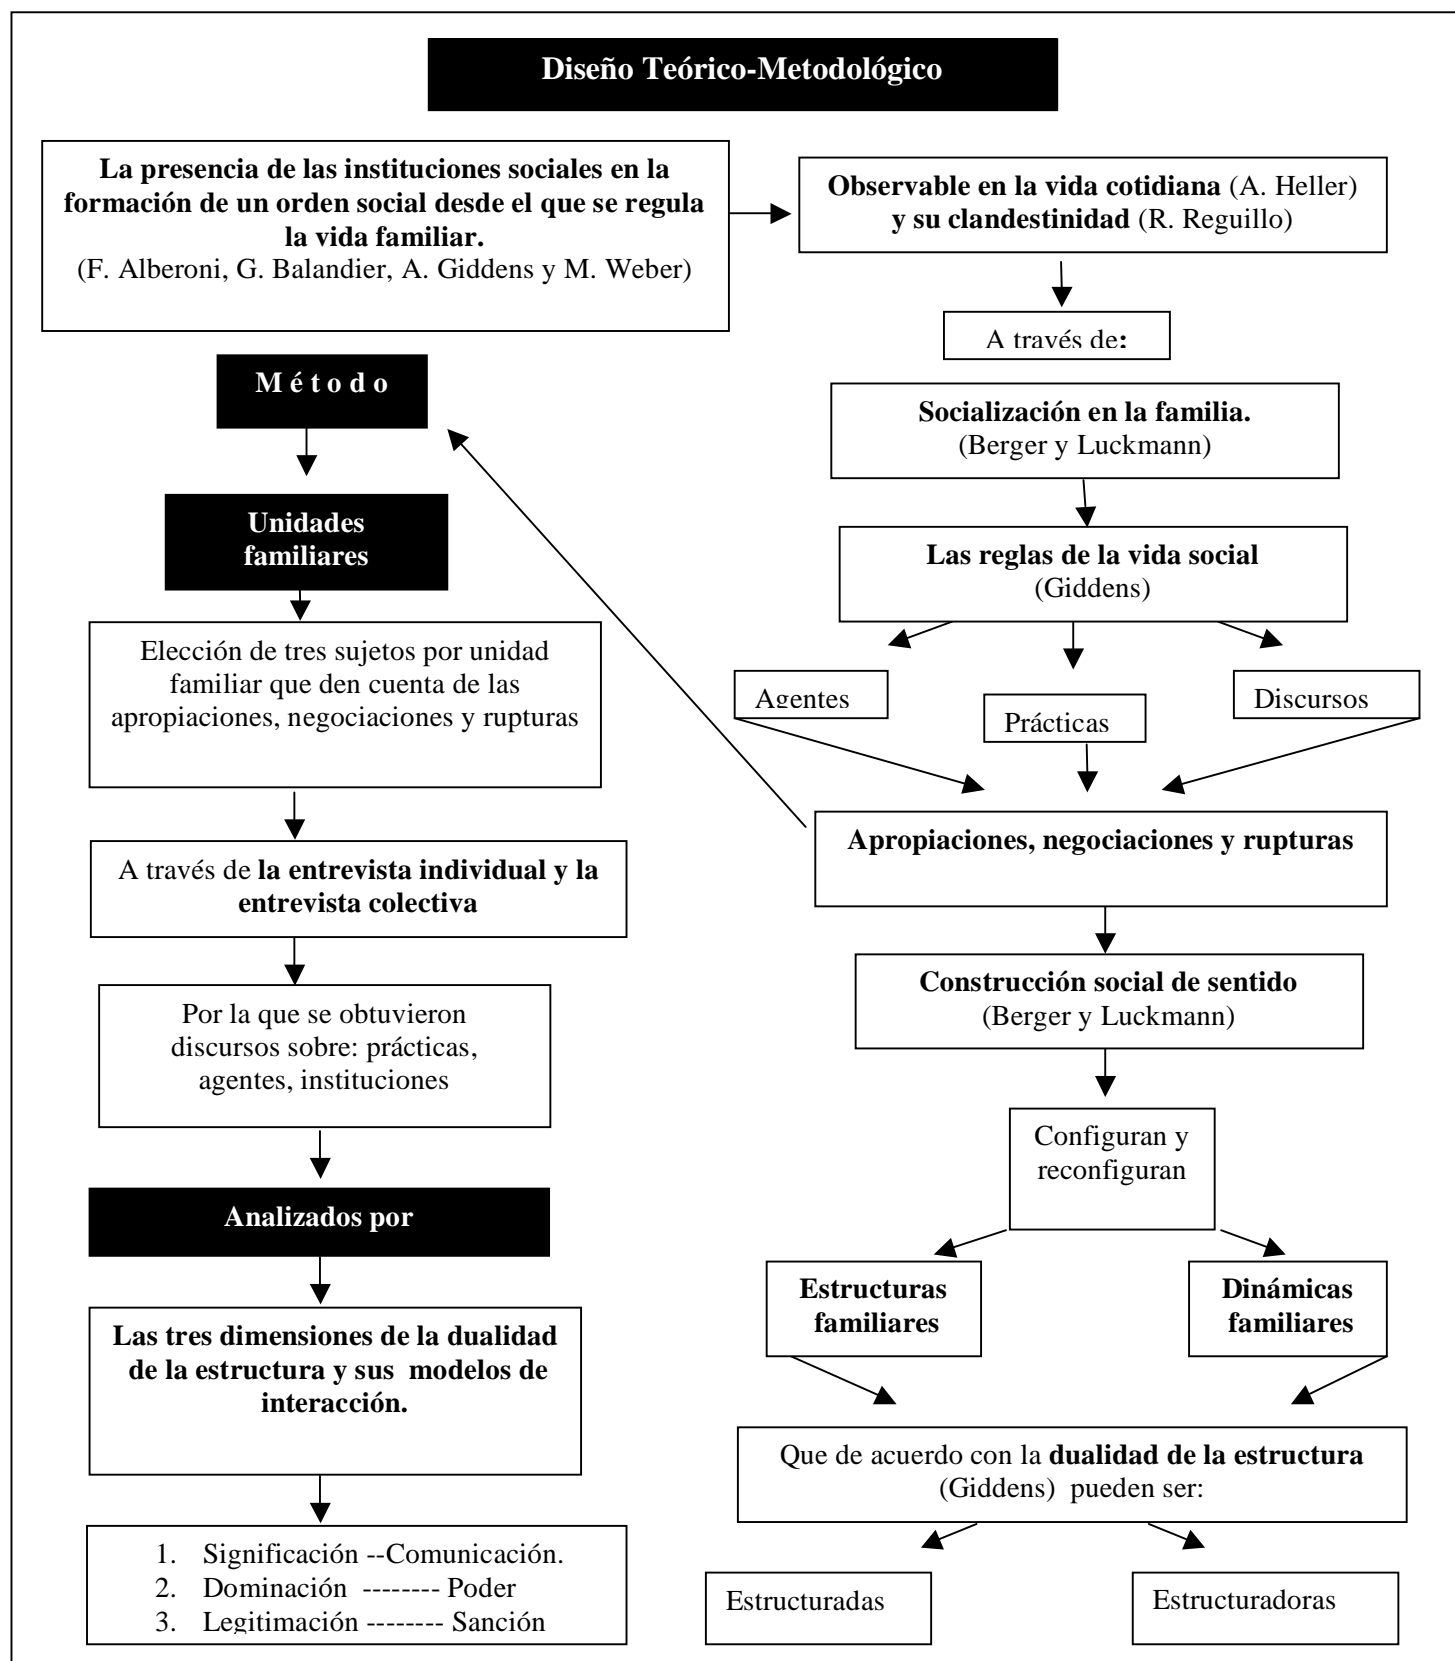 Diseño Teórico-Metodológico
La presencia de las instituciones sociales en la
formación de un orden social desde el que se regula
la vida familiar.
(F. Alberoni, G. Balandier, A. Giddens y M. Weber)
Observable en la vida cotidiana (A. Heller)
y su clandestinidad (R. Reguillo)
A través de:
Socialización en la familia.
(Berger y Luckmann)
Las reglas de la vida social
(Giddens)
Agentes
Prácticas
Discursos
Apropiaciones, negociaciones y rupturas
Construcción social de sentido
(Berger y Luckmann)
Configuran y
reconfiguran
Estructuras
familiares
Dinámicas
familiares
Que de acuerdo con la dualidad de la estructura
(Giddens)  pueden ser:
Estructuradas
Estructuradoras
M é t o d o
Unidades
familiares
Elección de tres sujetos por unidad
familiar que den cuenta de las
apropiaciones, negociaciones y rupturas
A través de la entrevista individual y la
entrevista colectiva
Por la que se obtuvieron
discursos sobre: prácticas,
agentes, instituciones
Analizados por
Las tres dimensiones de la dualidad
de la estructura y sus  modelos de
interacción.
1. Significación --Comunicación.
2. Dominación -------- Poder
3. Legitimación -------- Sanción